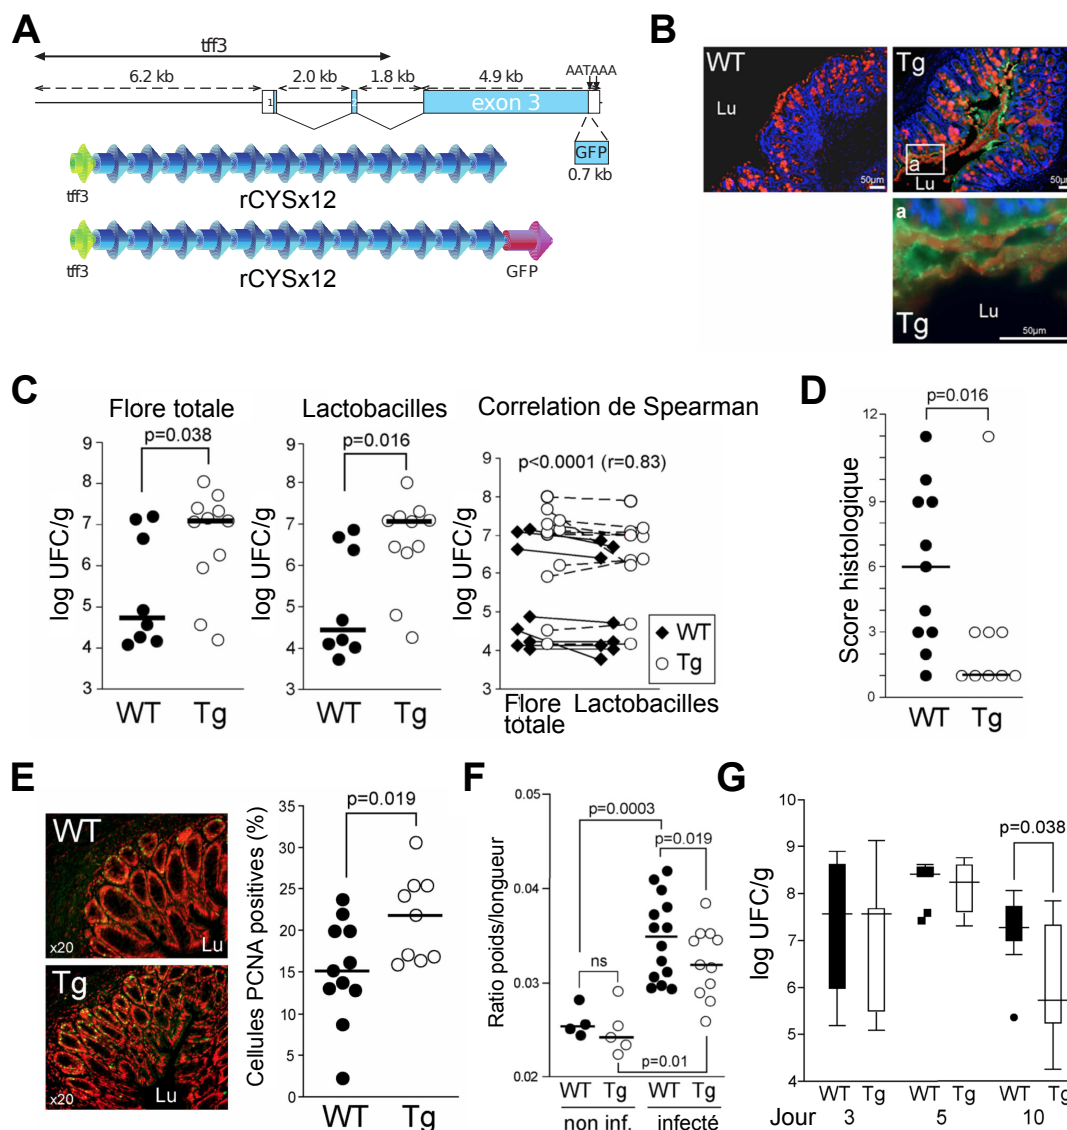 A
tff3
6.2 kb
2.0 kb
1.8 kb
4.9 kb
AATAAA
1
exon 3
GFP
0.7 kb
tff3
rCYSx12
tff3
rCYSx12
GFP
B
WT
Lu
50µm
Tg
a
Lu
50µm
a
Lu
Tg
50µm
C
Flore totale
p=0.038
log UFC/g
9
8
7
6
5
4
3
WT
Tg
Lactobacilles
p=0.016
log UFC/g
9
8
7
6
5
4
3
WT
Tg
Correlation de Spearman
p<0.0001 (r=0.83)
log UFC/g
9
8
7
6
5
4
3
WT
Tg
Flore totale
Lactobacilles
D
p=0.016
Score histologique
12
9
6
3
0
WT
Tg
E
WT
x20
Lu
Tg
x20
Lu
p=0.019
Cellules PCNA positives (%)
35
30
25
20
15
10
5
0
WT
Tg
F
p=0.0003
p=0.019
ns
p=0.01
Ratio poids/longueur
0.05
0.04
0.03
0.02
WT Tg WT Tg
non inf. infecté
G
p=0.038
log UFC/g
10
9
8
7
6
5
4
WT Tg WT Tg WT Tg
Jour 3 5 10